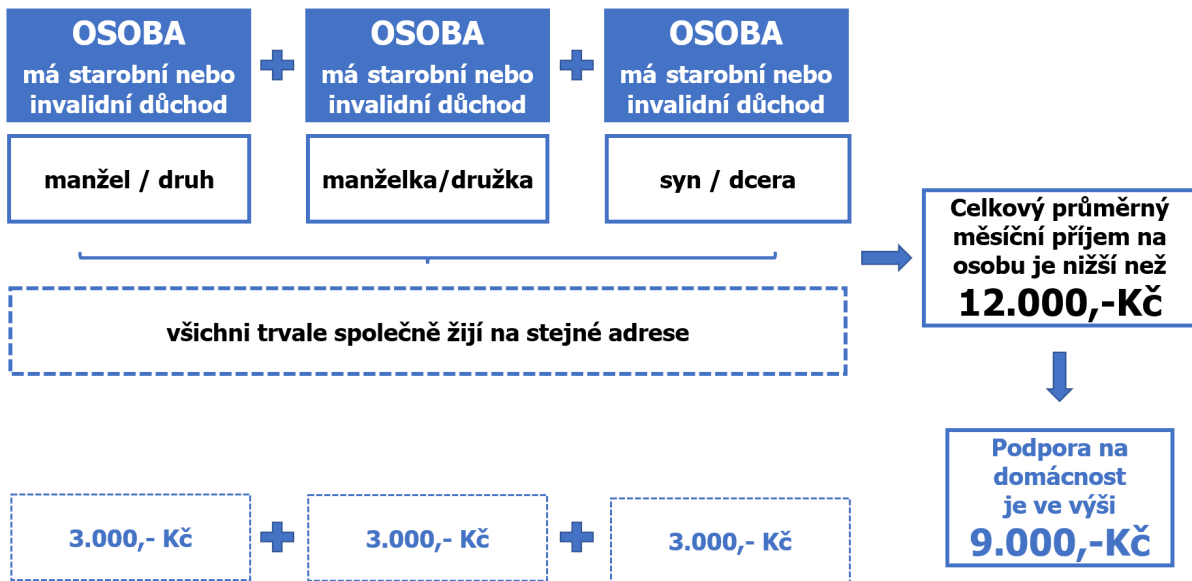 OSOBA
má starobní nebo
invalidní důchod
OSOBA
má starobní nebo
invalidní důchod
OSOBA
má starobní nebo
invalidní důchod
manžel / druh
manželka/družka
syn / dcera
všichni trvale společně žijí na stejné adrese
Celkový průměrný
měsíční příjem na
osobu je nižší než
12.000,-Kč
3.000,- Kč
3.000,- Kč
3.000,- Kč
Podpora na
domácnost
je ve výši
9.000,-Kč